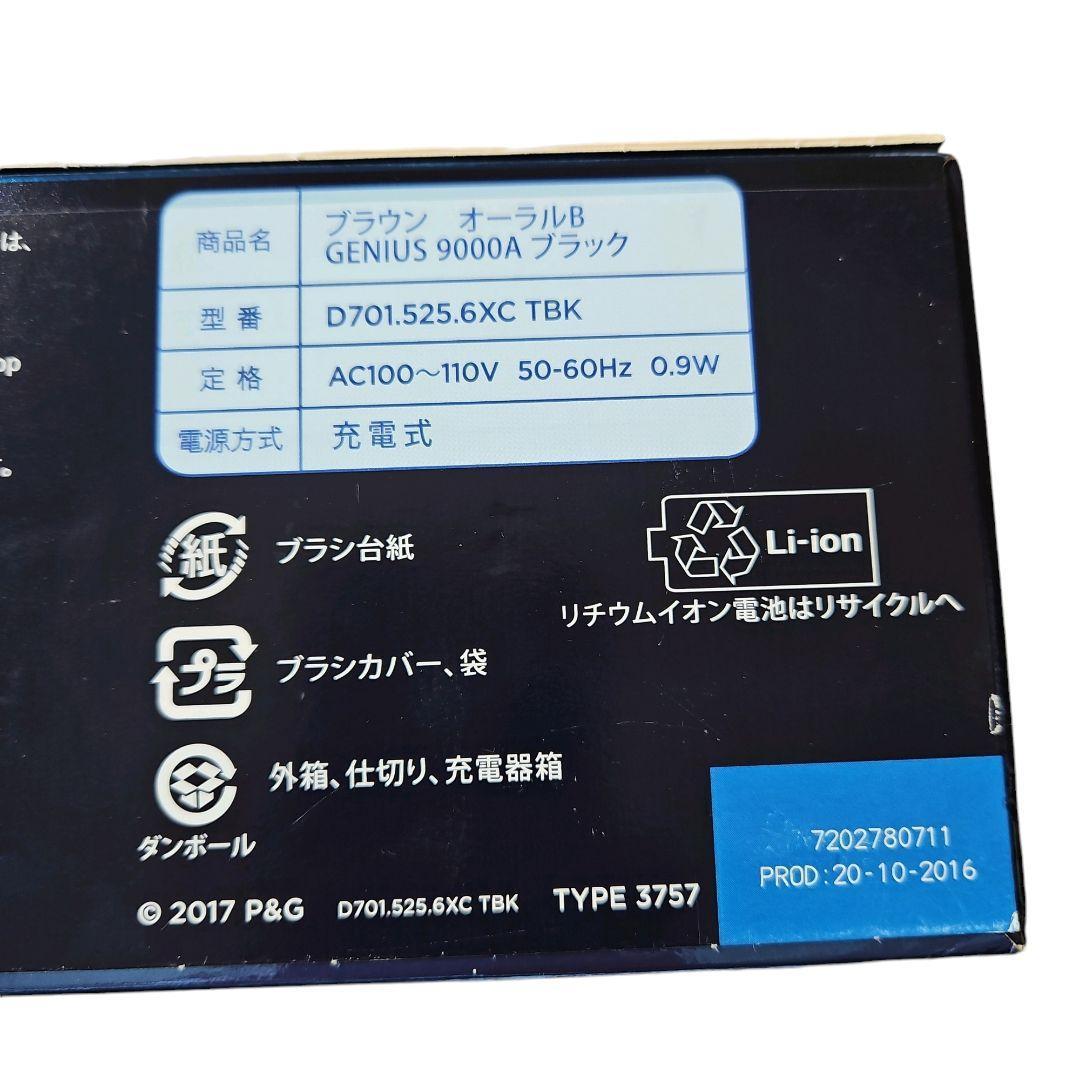 は、
op
。
商品名
ブラウン オーラルB
GENIUS 9000A ブラック
型番 D701.525.6XC TBK
定格 AC100〜110V 50-60Hz 0.9W
電源方式 充電式
紙 ブラシ台紙
Li-ion
リチウムイオン電池はリサイクルへ
プラ ブラシカバー、袋
外箱、仕切り、充電器箱
ダンボール
7202780711
PROD:20-10-2016
© 2017 P&G D701.525.6XC TBK TYPE 3757